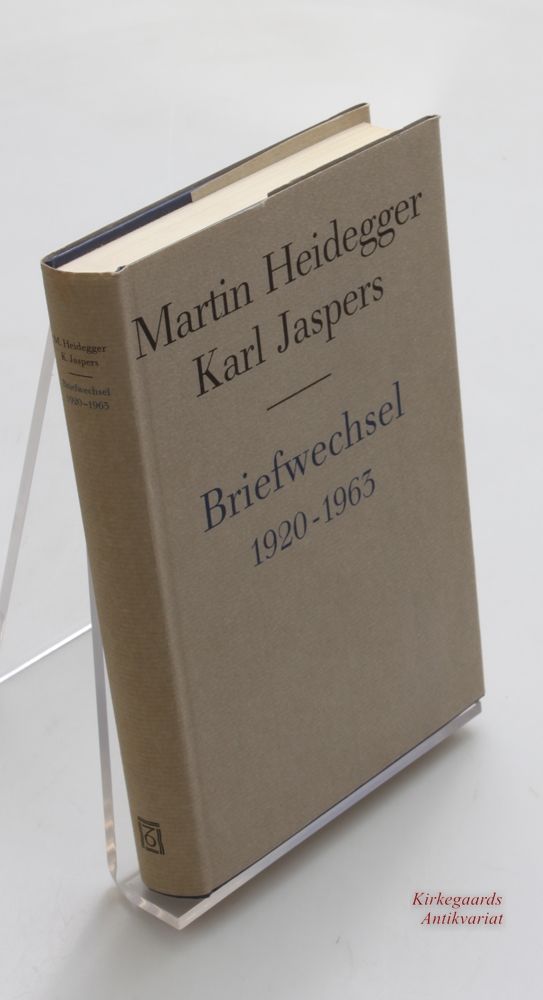 Martin Heidegger
Karl Jaspers
Briefwechsel
1920-1963
M. Heidegger
K. Jaspers
Briefwechsel
1920-1963
Kirkegaards
Antikvariat